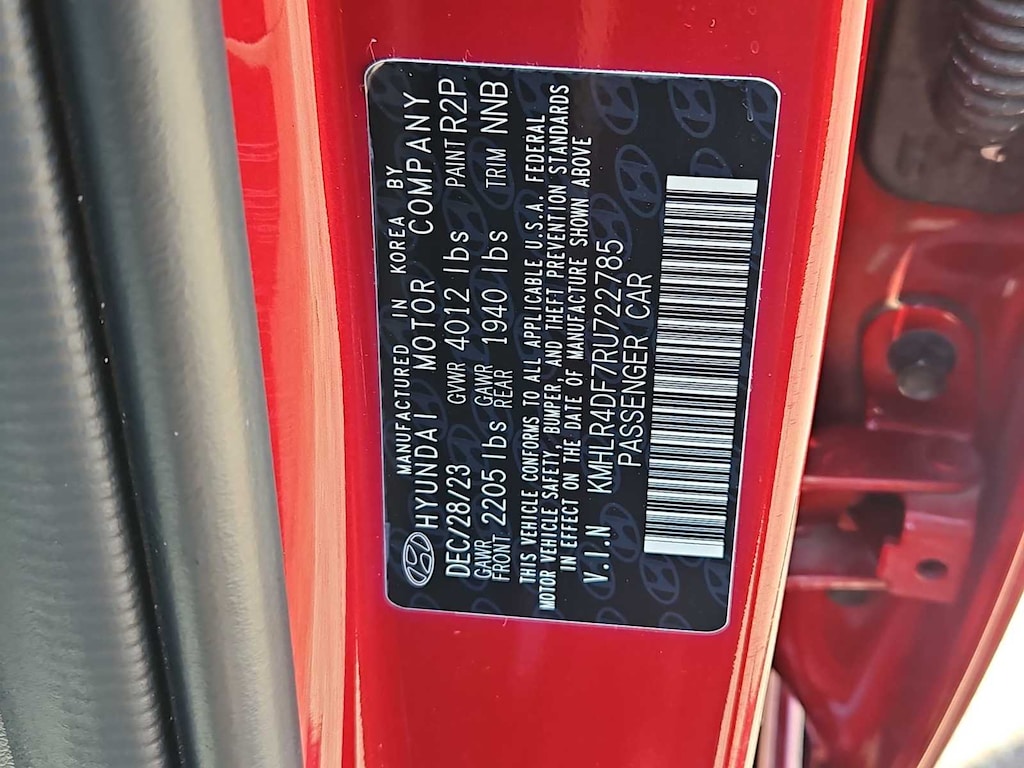 MANUFACTURED IN KOREA BY
HYUNDAI MOTOR COMPANY
DEC/28/23 GVWR 4012 lbs PAINT R2P
GAWR FRONT 2205 lbs GAWR REAR 1940 lbs TRIM NNB
THIS VEHICLE CONFORMS TO ALL APPLICABLE U.S.A. FEDERAL
MOTOR VEHICLE SAFETY, BUMPER, AND THEFT PREVENTION STANDARDS
IN EFFECT ON THE DATE OF MANUFACTURE SHOWN ABOVE
V.I.N KMHLR4DF7RU722785
PASSENGER CAR